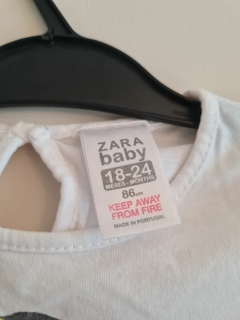 ZARA
baby
18-24
MESES - MONTHS
86cm
KEEP AWAY
FROM FIRE
MADE IN PORTUGAL